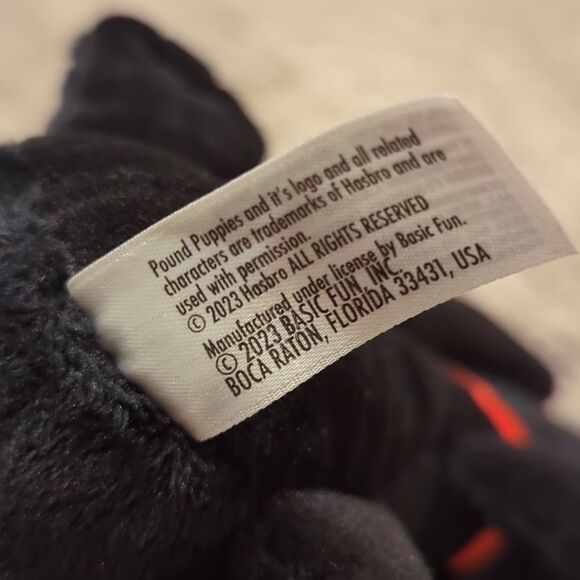 Pound Puppies and it's logo and all related
characters are trademarks of Hasbro and are
used with permission.
© 2023 Hasbro ALL RIGHTS RESERVED
Manufactured under license by Basic Fun.
© 2023 BASIC FUN, INC.
BOCA RATON, FLORIDA 33431, USA